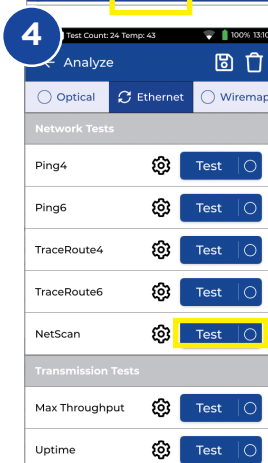 4
Test Count: 24 Temp: 43 100% 13:10
Analyze
Optical Ethernet Wiremap
Network Tests
Ping4 Test
Ping6 Test
TraceRoute4 Test
TraceRoute6 Test
NetScan Test
Transmission Tests
Max Throughput Test
Uptime Test